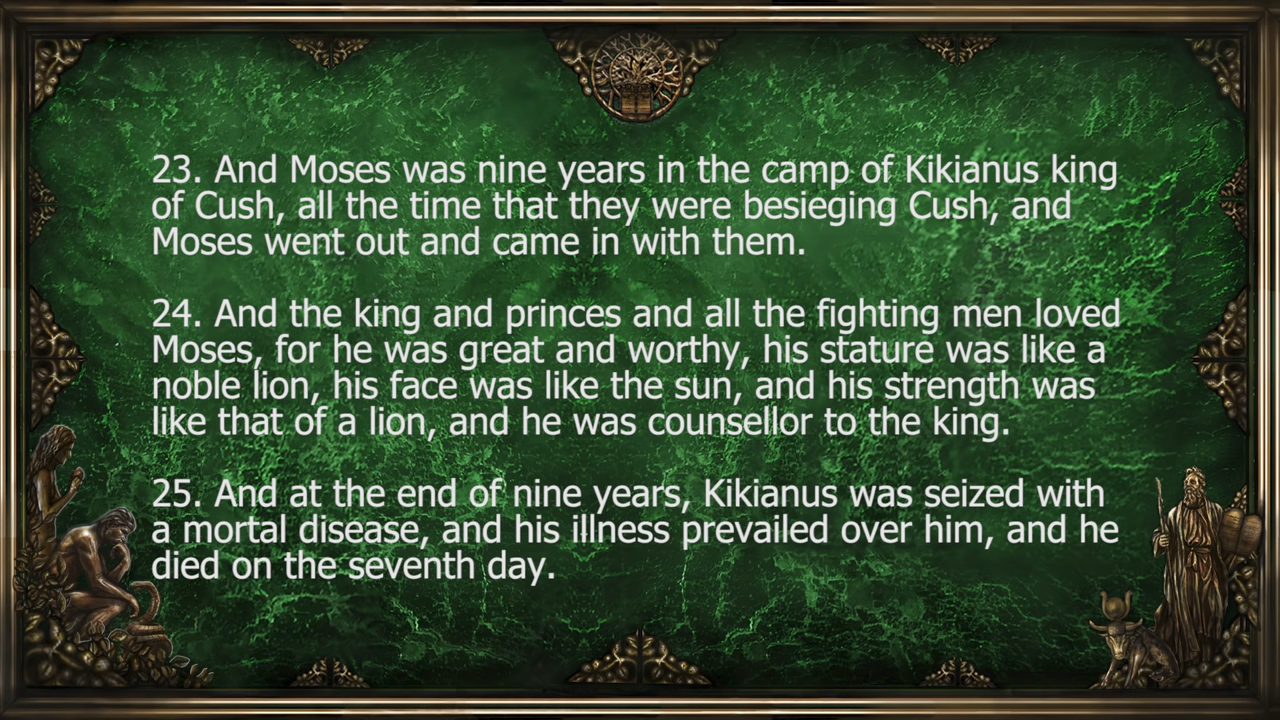 23. And Moses was nine years in the camp of Kikianus king
of Cush, all the time that they were besieging Cush, and
Moses went out and came in with them.
24. And the king and princes and all the fighting men loved
Moses, for he was great and worthy, his stature was like a
noble lion, his face was like the sun, and his strength was
like that of a lion, and he was counsellor to the king.
25. And at the end of nine years, Kikianus was seized with
a mortal disease, and his illness prevailed over him, and he
died on the seventh day.